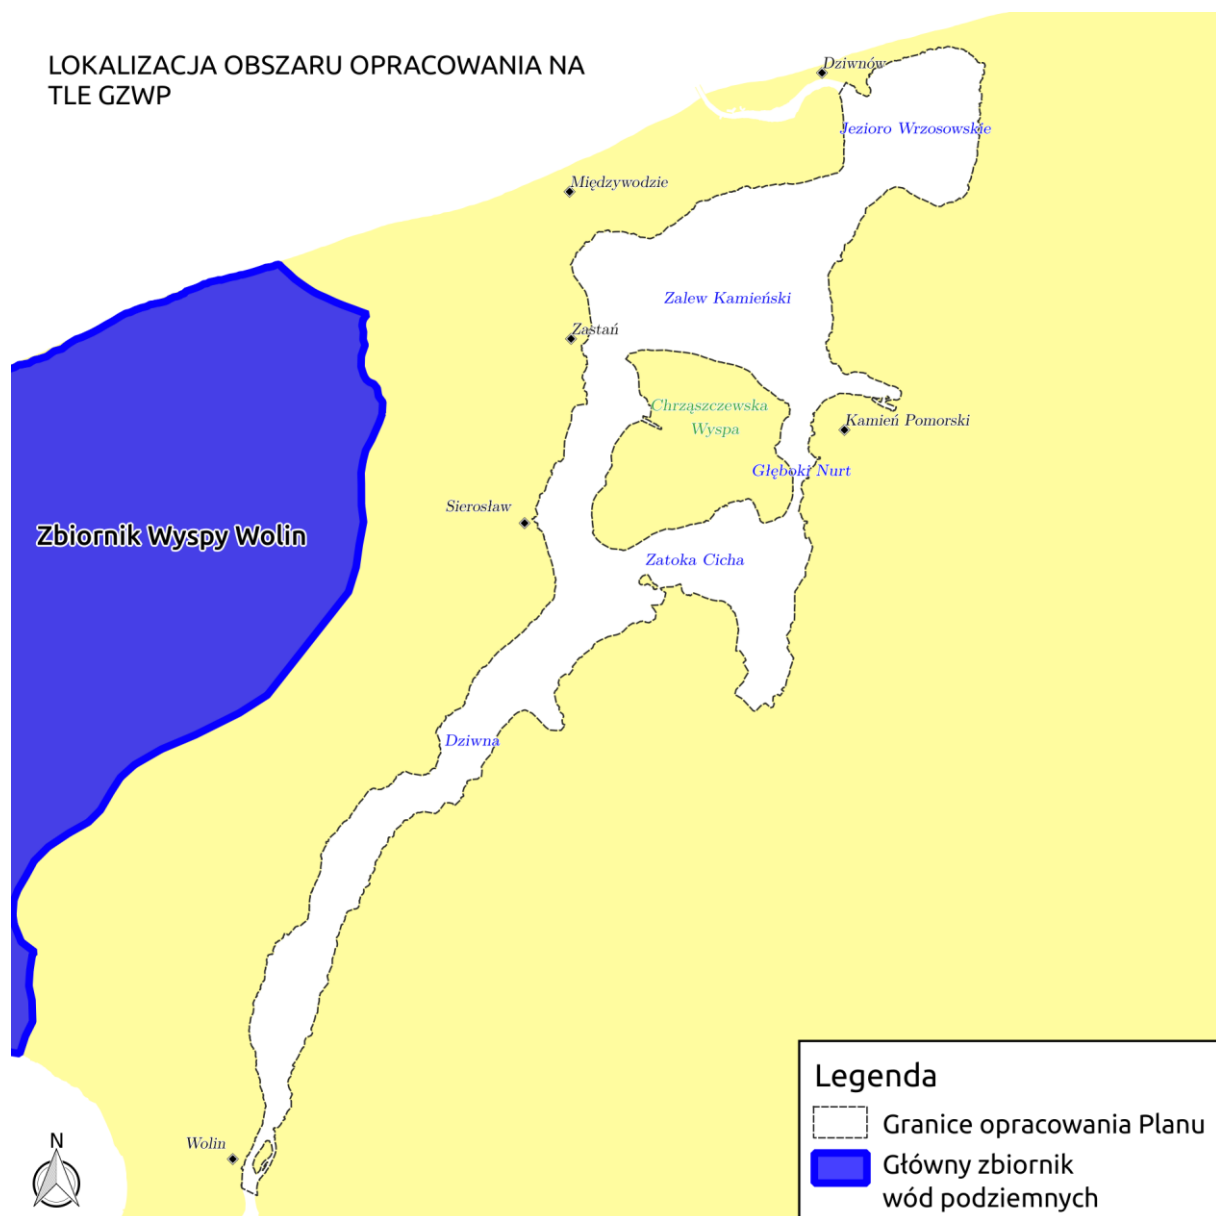 LOKALIZACJA OBSZARU OPRACOWANIA NA
TLE GZWP
Dziwnów
Jezioro Wrzosowskie
Międzywodzie
Zalew Kamieński
Zastań
Chrząszczewska
Wyspa
Kamień Pomorski
Głęboki Nurt
Sierosław
Zbiornik Wyspy Wolin
Zatoka Cicha
Dziwna
Wolin
N
Legenda
Granice opracowania Planu
Główny zbiornik
wód podziemnych